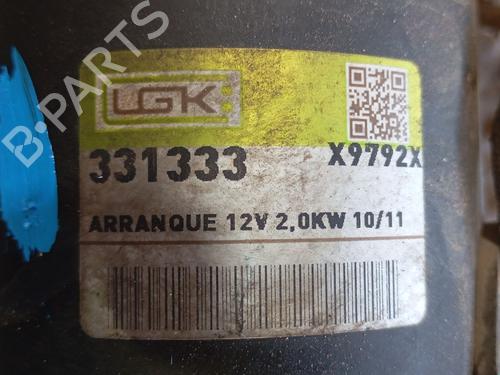 LGK
331333 X9792X
ARRANQUE 12V 2,0KW 10/11
B-PARTS